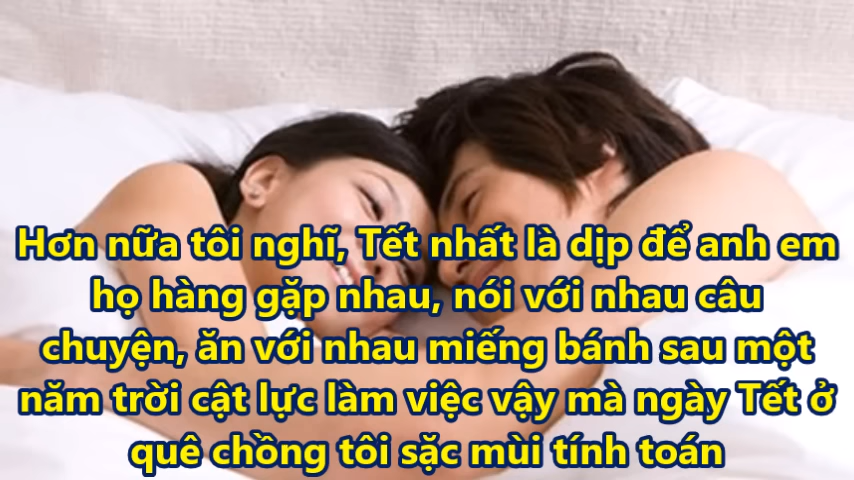 Hơn nữa tôi nghĩ, Tết nhất là dịp để anh em
họ hàng gặp nhau, nói với nhau câu
chuyện, ăn với nhau miếng bánh sau một
năm trời cật lực làm việc vậy mà ngày Tết ở
quê chồng tôi sặc mùi tính toán